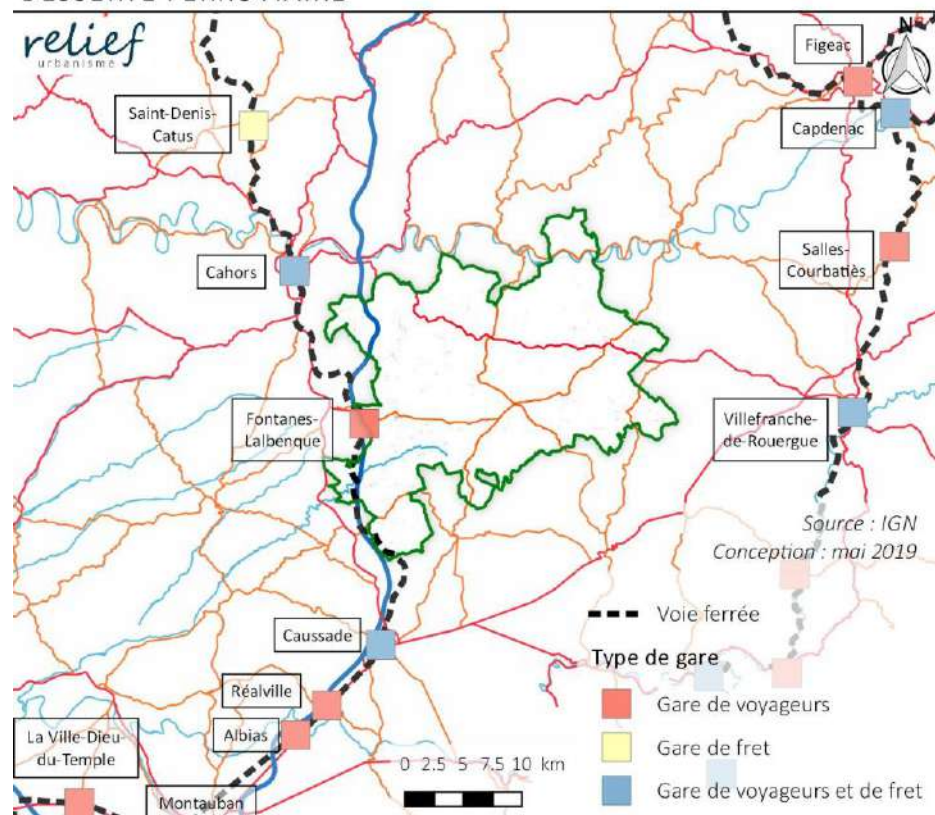 relief
urbanisme
N
Figeac
Saint-Denis-
Catus
Capdenac
Salles-
Courbatiès
Cahors
Fontanes-
Lalbenque
Villefranche-
de-Rouergue
Source : IGN
Conception : mai 2019
Voie ferrée
Caussade
Type de gare
Réalville
Gare de voyageurs
Albias
La Ville-Dieu-
du-Temple
Gare de fret
0 2.5 5 7.5 10 km
Montauban
Gare de voyageurs et de fret